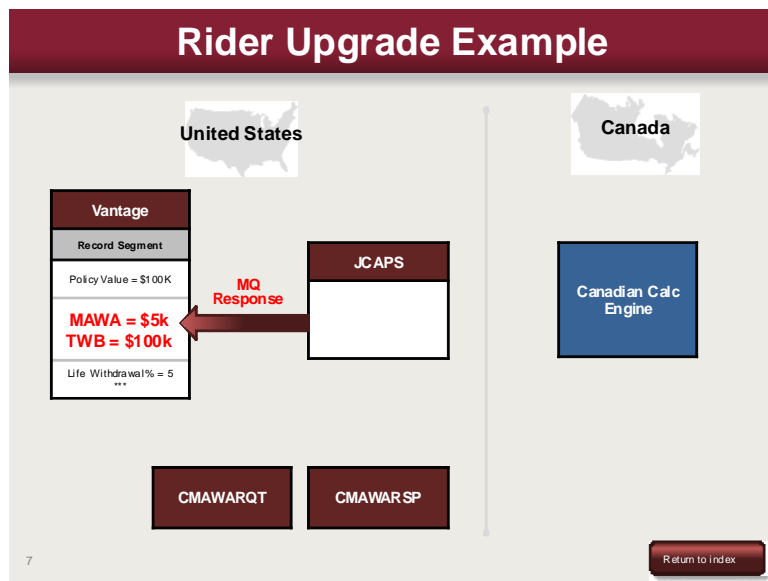 Rider Upgrade Example
United States
Canada
Vantage
Record Segment
Policy Value = $100K
MAWA = $5k
TWB = $100k
Life Withdrawal% = 5
***
MQ
Response
JCAPS
Canadian Calc
Engine
CMAWARQT
CMAWARSP
7
Return to index